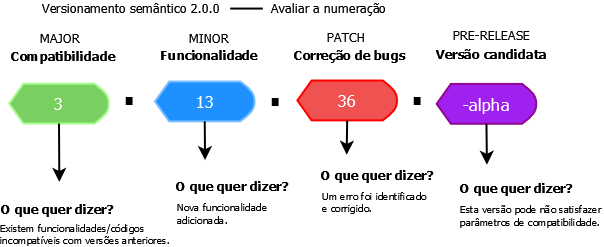 Versionamento semântico 2.0.0 Avaliar a numeração
MAJOR
Compatibilidade
MINOR
Funcionalidade
PATCH
Correção de bugs
PRE-RELEASE
Versão candidata
3 . 13 . 36 . -alpha
O que quer dizer?
Existem funcionalidades/códigos
incompatíveis com versões anteriores.
O que quer dizer?
Nova funcionalidade
adicionada.
O que quer dizer?
Um erro foi identificado
e corrigido.
O que quer dizer?
Esta versão pode não satisfazer
parâmetros de compatibilidade.